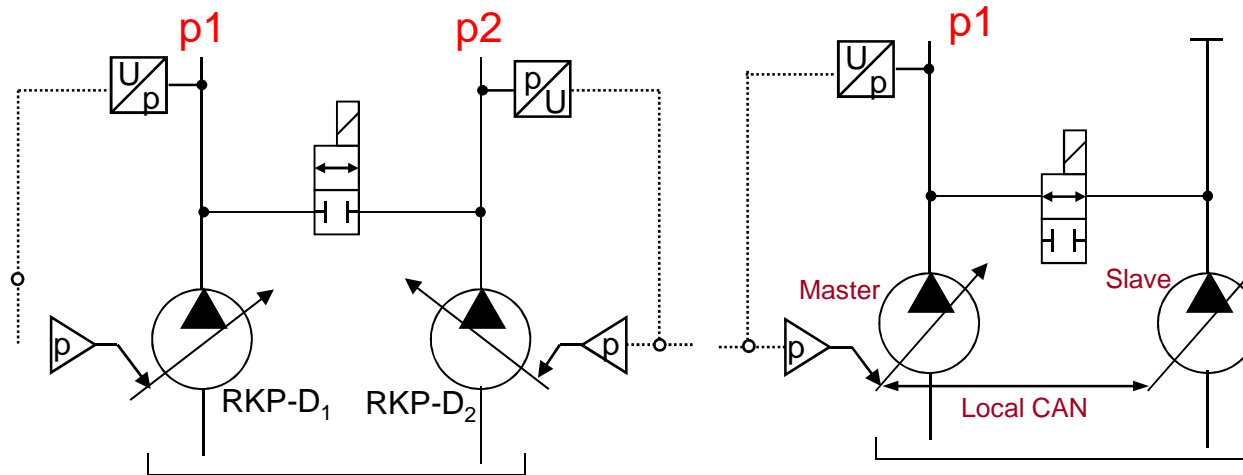 p1
p2
p1
U
p
p
U
U
p
Master
Slave
p
p
p
RKP-D₁
RKP-D₂
Local CAN